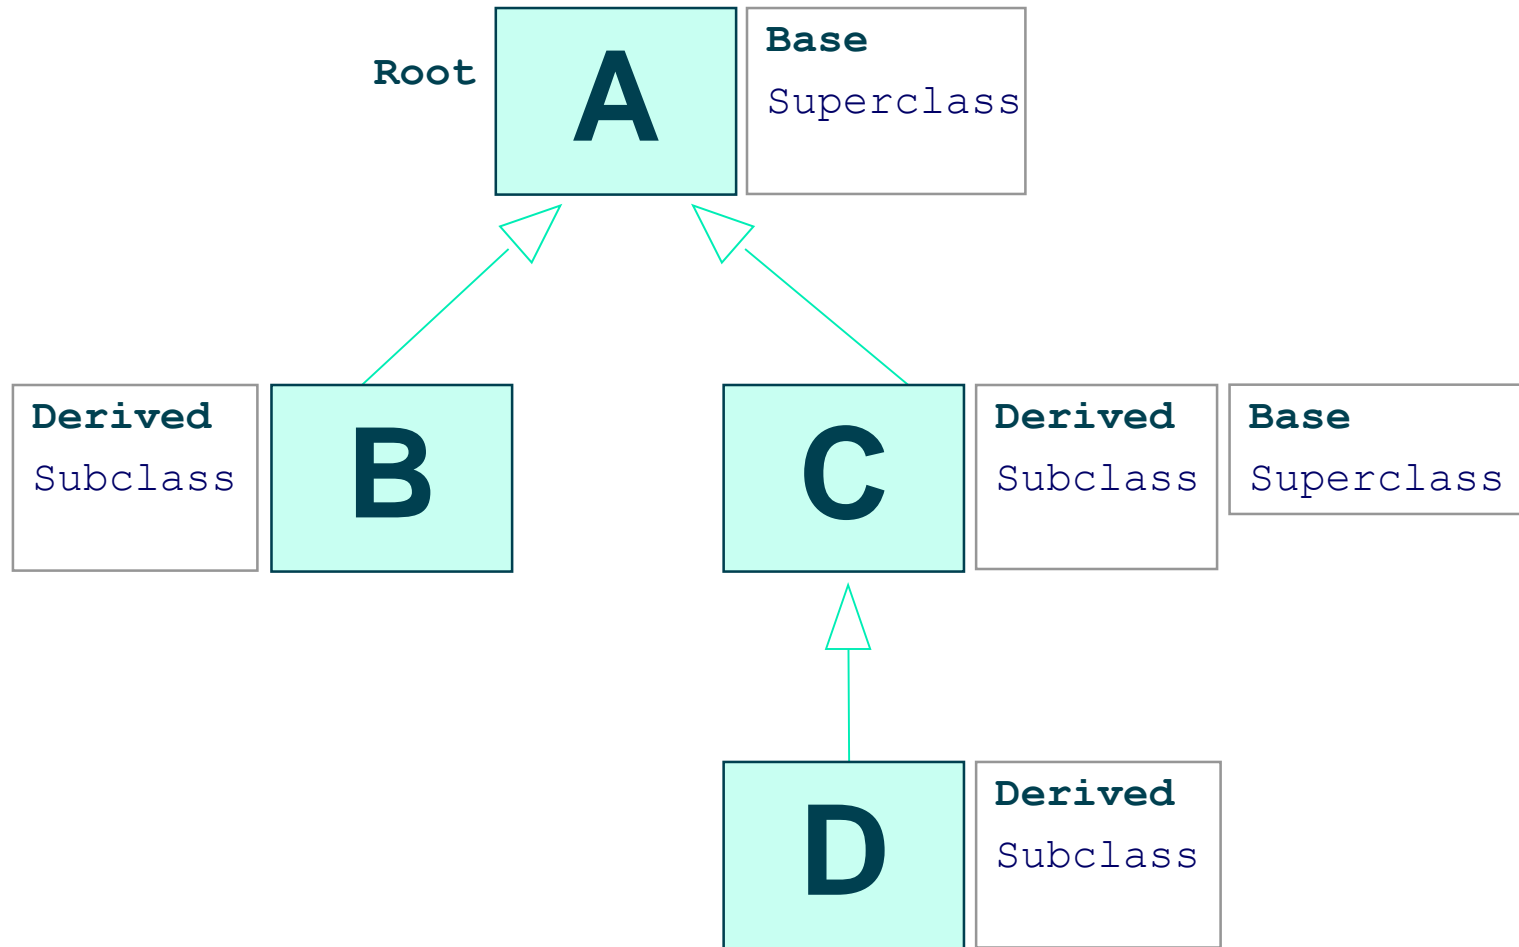 Root
A
Base
Superclass
Derived
Subclass
B
C
Derived
Subclass
Base
Superclass
D
Derived
Subclass